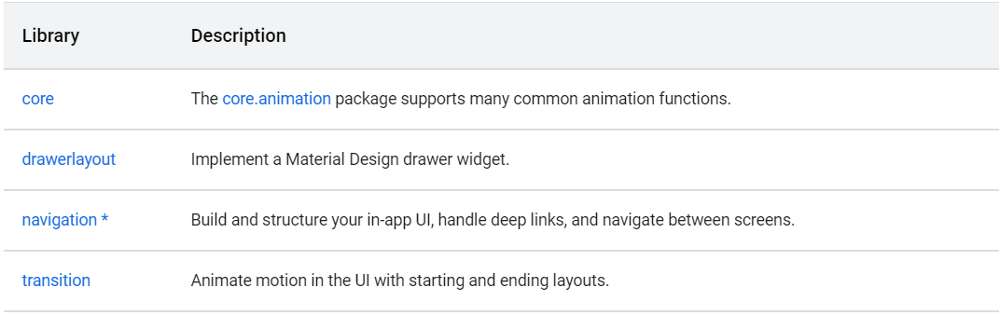 Library Description
core The core.animation package supports many common animation functions.
drawerlayout Implement a Material Design drawer widget.
navigation * Build and structure your in-app UI, handle deep links, and navigate between screens.
transition Animate motion in the UI with starting and ending layouts.